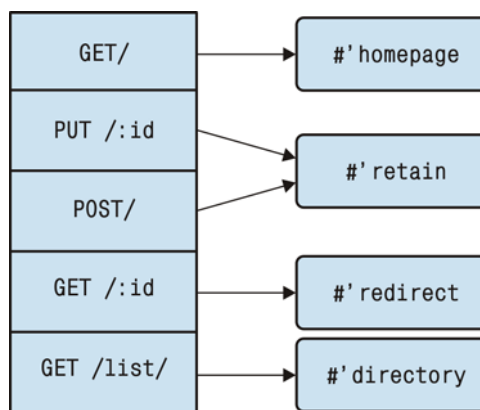 GET/
#'homepage
PUT /:id
#'retain
POST/
GET /:id
#'redirect
GET /list/
#'directory